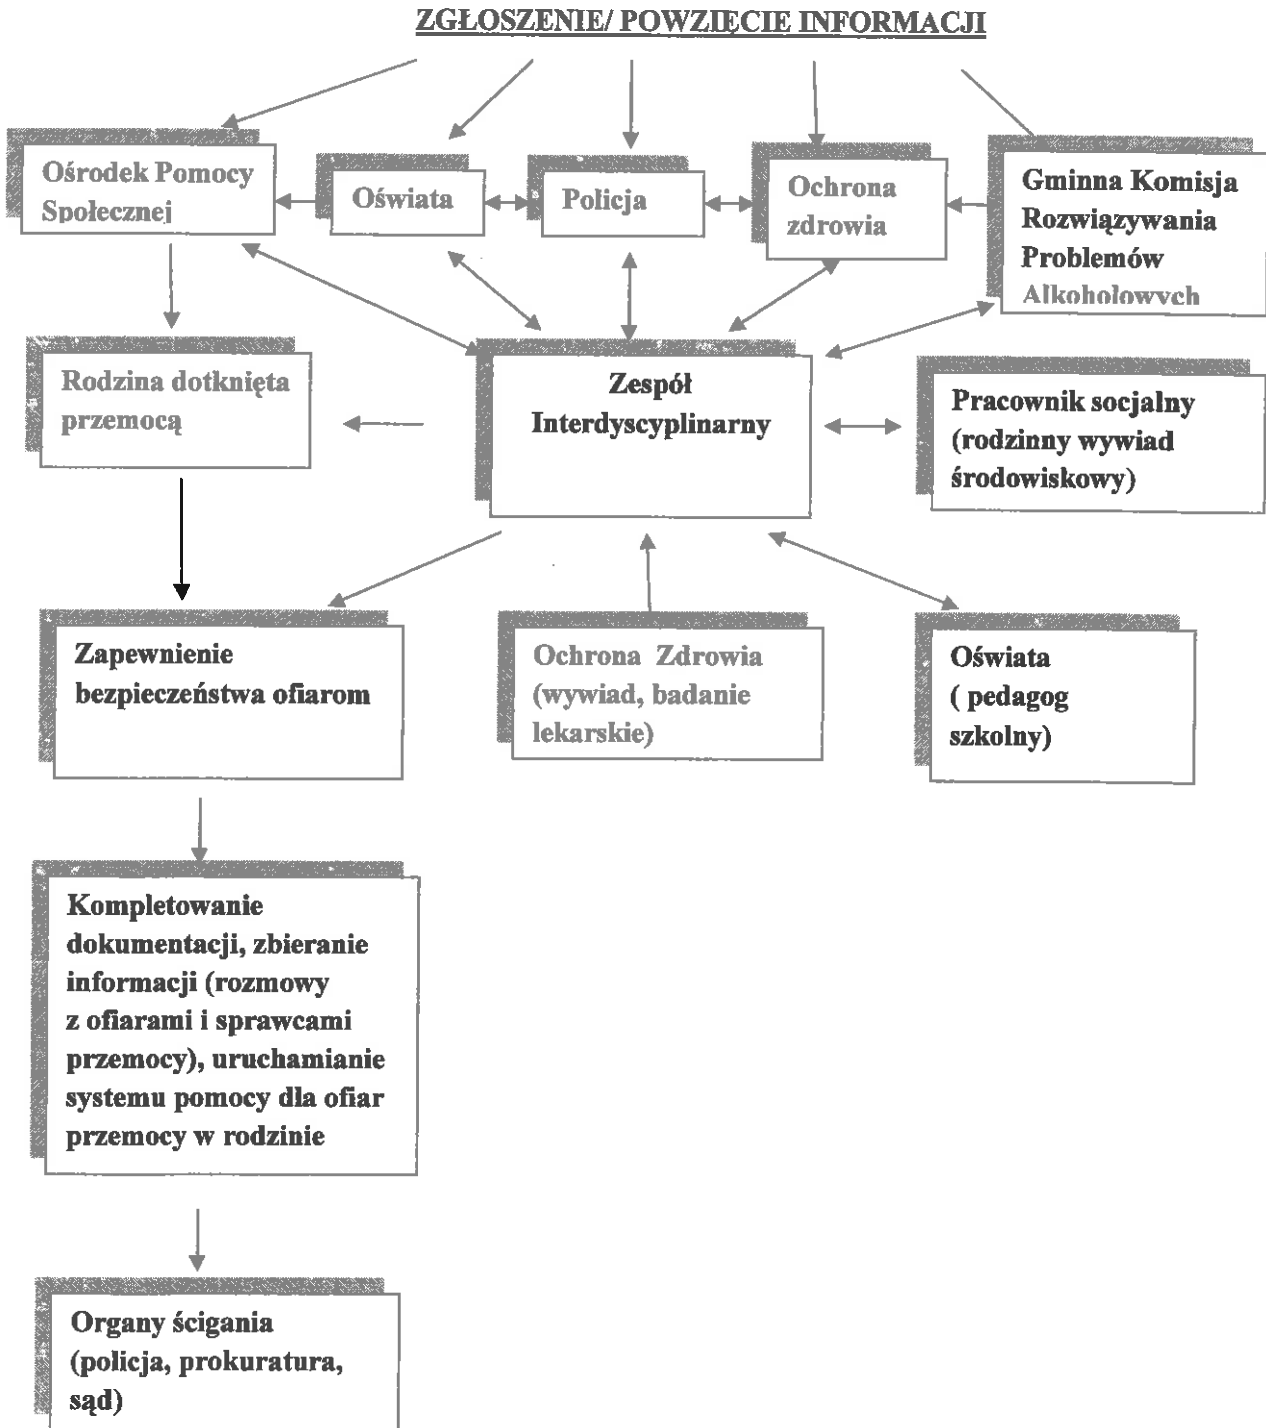 ZGŁOSZENIE/ POWZIĘCIE INFORMACJI
Ośrodek Pomocy
Społecznej
Oświata
Policja
Ochrona
zdrowia
Gminna Komisja
Rozwiązywania
Problemów
Alkoholowych
Rodzina dotknięta
przemocą
Zespół
Interdyscyplinarny
Pracownik socjalny
(rodzinny wywiad
środowiskowy)
Zapewnienie
bezpieczeństwa ofiarom
Ochrona Zdrowia
(wywiad, badanie
lekarskie)
Oświata
( pedagog
szkolny)
Kompletowanie
dokumentacji, zbieranie
informacji (rozmowy
z ofiarami i sprawcami
przemocy), uruchamianie
systemu pomocy dla ofiar
przemocy w rodzinie
Organy ścigania
(policja, prokuratura,
sąd)